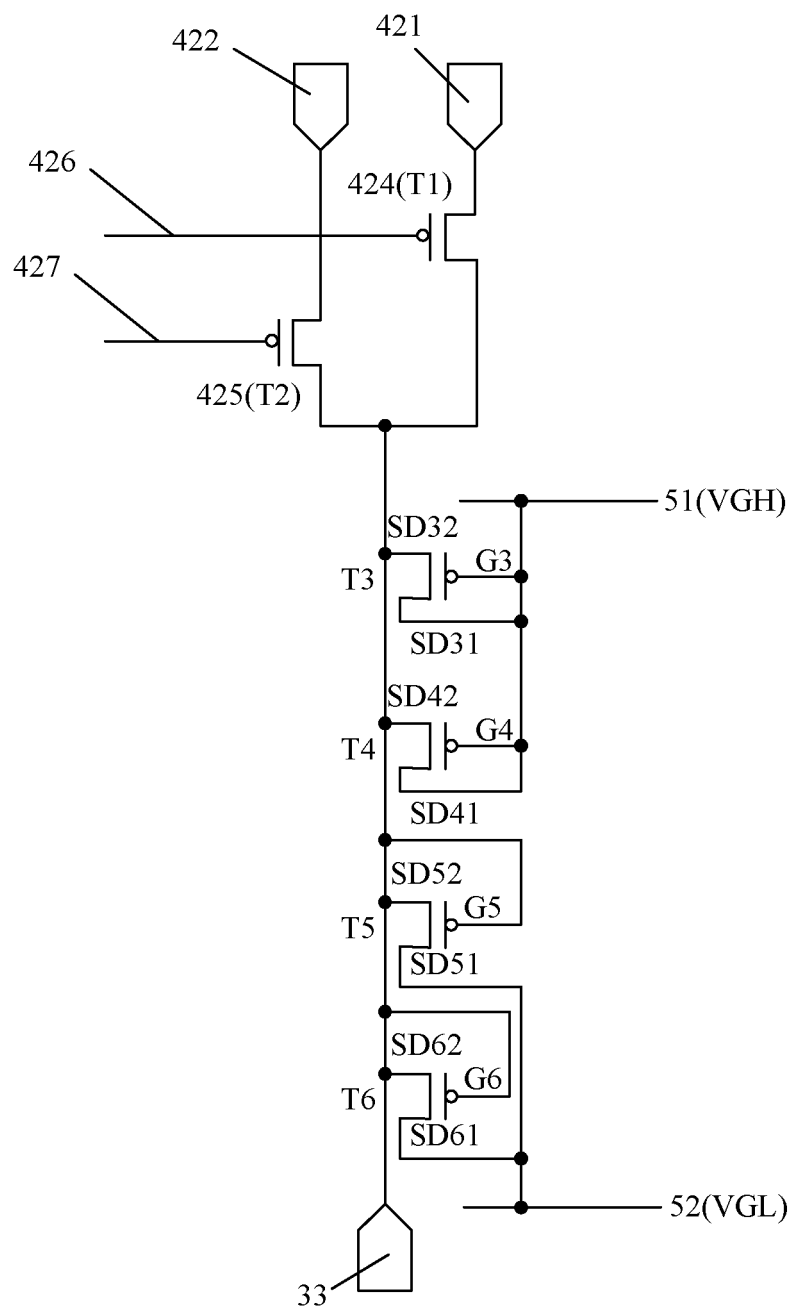 422
421
426
424(T1)
427
425(T2)
51(VGH)
SD32
G3
T3
SD31
SD42
G4
T4
SD41
SD52
G5
T5
SD51
SD62
G6
T6
SD61
52(VGL)
33